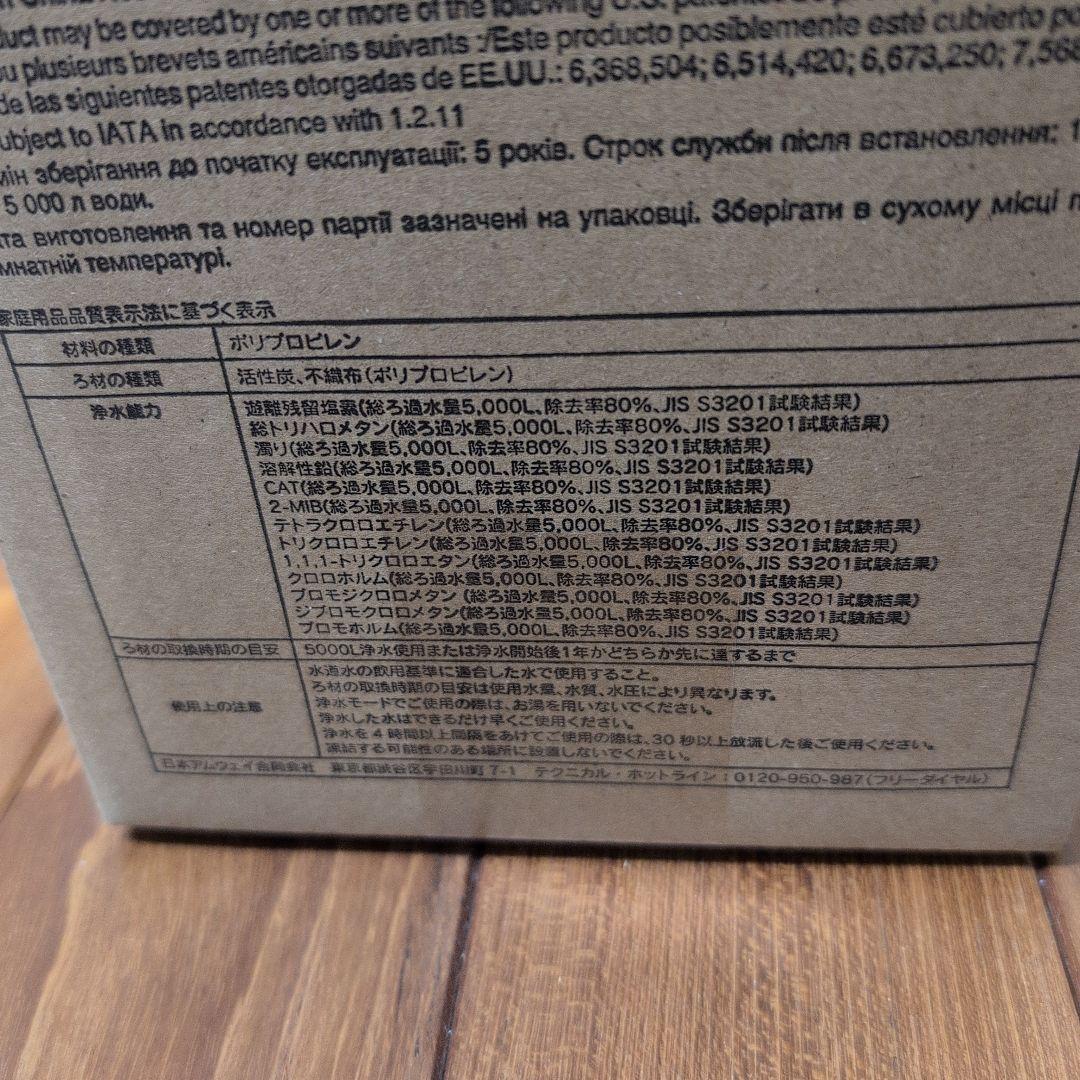 duct may be covered by one or more of the following U.S.
ou plusieurs brevets américains suivants :/Este producto posiblemente esté cubierto po
de las siguientes patentes otorgadas de EE.UU.: 6,368,504; 6,514,420; 6,673,250; 7,568
ubject to IATA in accordance with 1.2.11
мін зберігання до початку експлуатації: 5 років. Строк служби після встановлення: 1
5 000 л води.
та виготовлення та номер партії зазначені на упаковці. Зберігати в сухому місці п
мнатній температурі.
家庭用品品質表示法に基づく表示
材料の種類 ポリプロピレン
ろ材の種類 活性炭、不織布(ポリプロピレン)
浄水能力 遊離残留塩素(総ろ過水量5,000L、除去率80%、JIS S3201試験結果)
総トリハロメタン(総ろ過水量5,000L、除去率80%、JIS S3201試験結果)
濁り(総ろ過水量5,000L、除去率80%、JIS S3201試験結果)
溶解性鉛(総ろ過水量5,000L、除去率80%、JIS S3201試験結果)
CAT(総ろ過水量5,000L、除去率80%、JIS S3201試験結果)
2-MIB(総ろ過水量5,000L、除去率80%、JIS S3201試験結果)
テトラクロロエチレン(総ろ過水量5,000L、除去率80%、JIS S3201試験結果)
トリクロロエチレン(総ろ過水量5,000L、除去率80%、JIS S3201試験結果)
1,1,1-トリクロロエタン(総ろ過水量5,000L、除去率80%、JIS S3201試験結果)
クロロホルム(総ろ過水量5,000L、除去率80%、JIS S3201試験結果)
ブロモジクロロメタン (総ろ過水量5,000L、除去率80%、JIS S3201試験結果)
ジブロモクロロメタン(総ろ過水量5,000L、除去率80%、JIS S3201試験結果)
ブロモホルム(総ろ過水量5,000L、除去率80%、JIS S3201試験結果)
ろ材の取換時期の目安 5000L浄水使用または浄水開始後1年かどちらか先に達するまで
使用上の注意 水道水の飲用基準に適合した水で使用すること。
ろ材の取換時期の目安は使用水量、水質、水圧により異なります。
浄水モードでご使用の際は、お湯を用いないでください。
浄水した水はできるだけ早くご使用ください。
浄水を4時間以上間隔をあけてご使用の際は、30秒以上放流した後ご使用ください。
凍結する可能性のある場所に設置しないでください。
日本アムウェイ合同会社 東京都渋谷区宇田川町7-1 テクニカル・ホットライン:0120-950-987(フリーダイヤル)